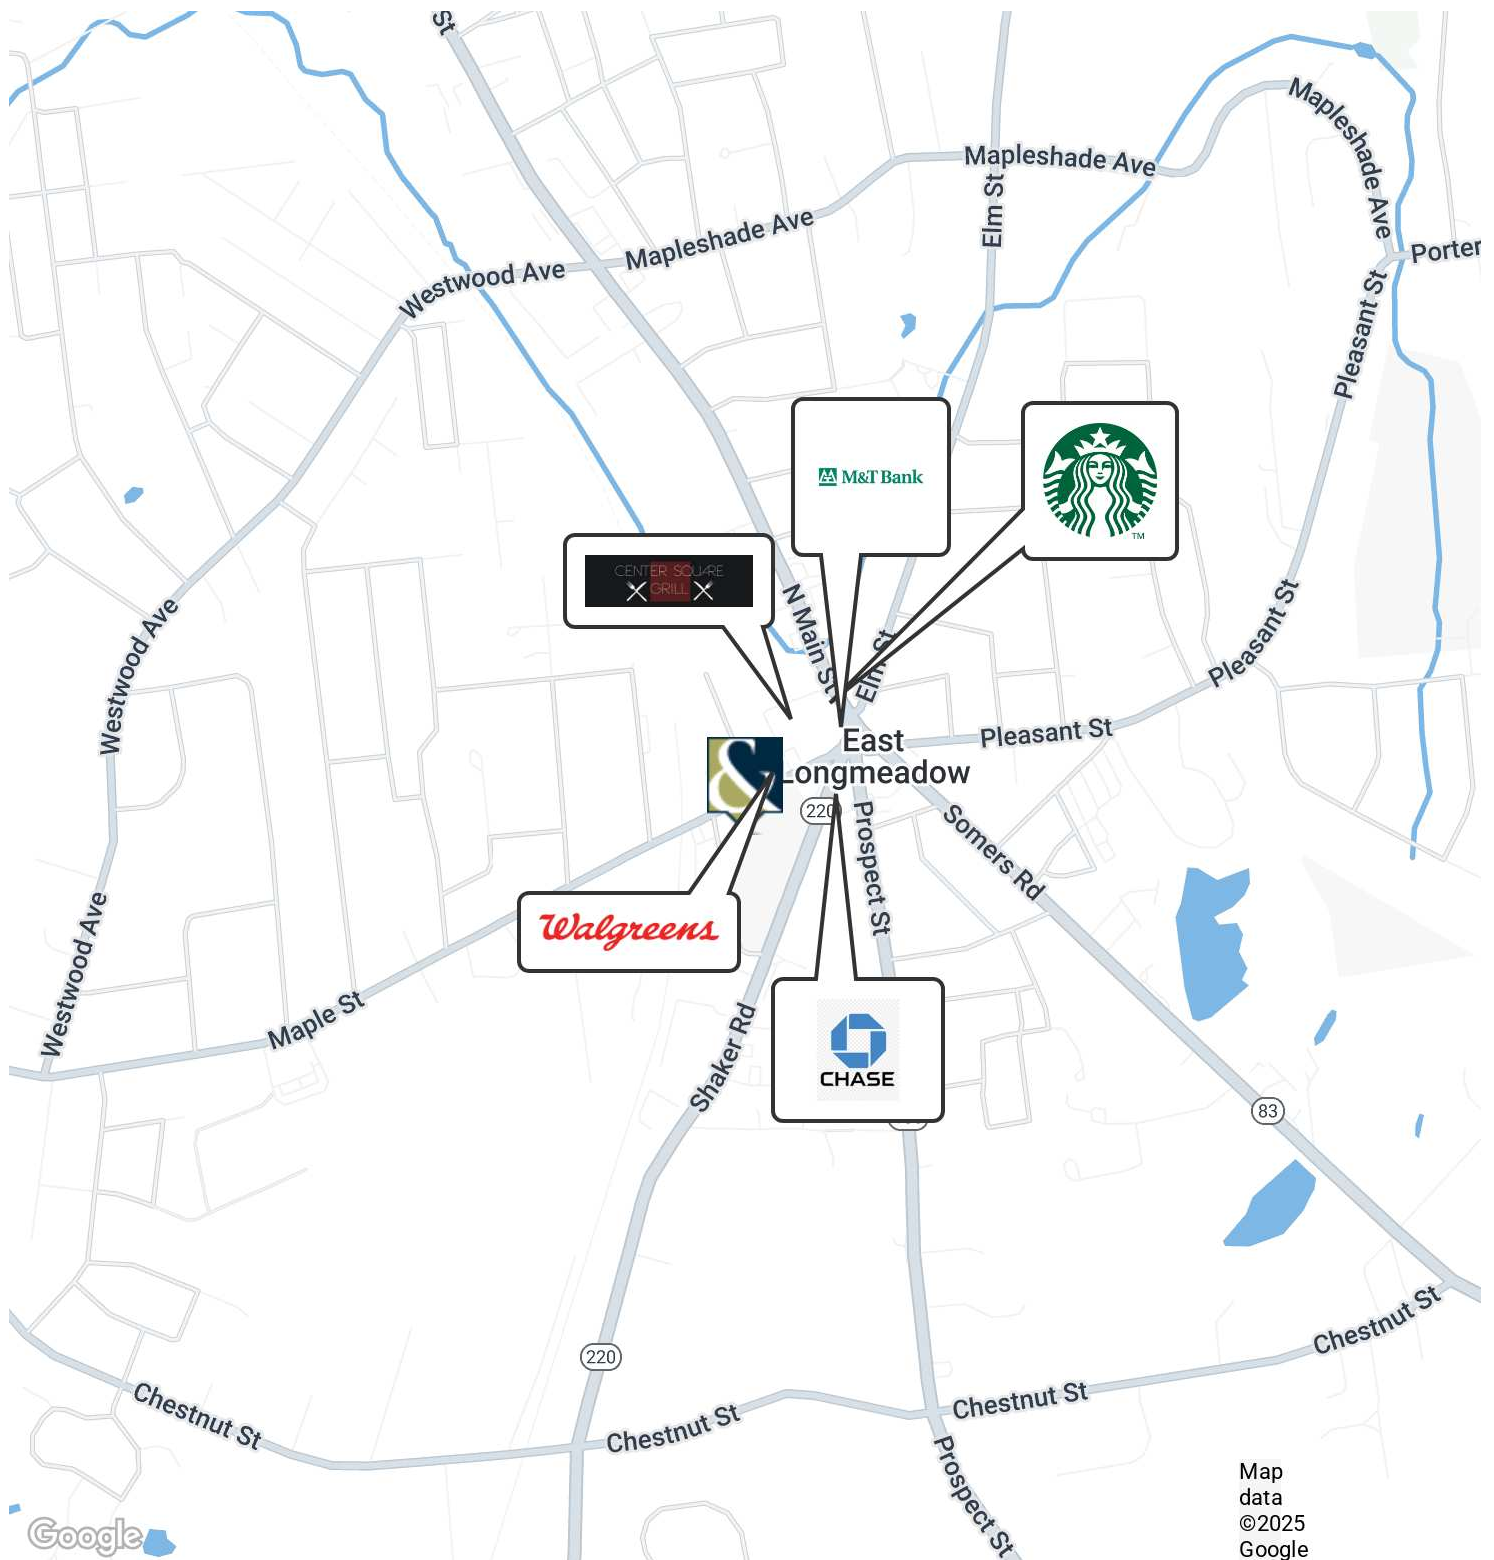 St
Mapleshade Ave
Mapleshade Ave
Elm St
Mapleshade Ave
Westwood Ave
Porter
Pleasant St
M&T Bank
TM
CENTER SQUARE
GRILL
N Main St
Elm St
Westwood Ave
Pleasant St
Pleasant St
East
Longmeadow
&
220
Prospect St
Somers Rd
Walgreens
Westwood Ave
Maple St
Shaker Rd
CHASE
83
Chestnut St
220
Chestnut St
Chestnut St
Chestnut St
Prospect St
Map
data
©2025
Google
Google